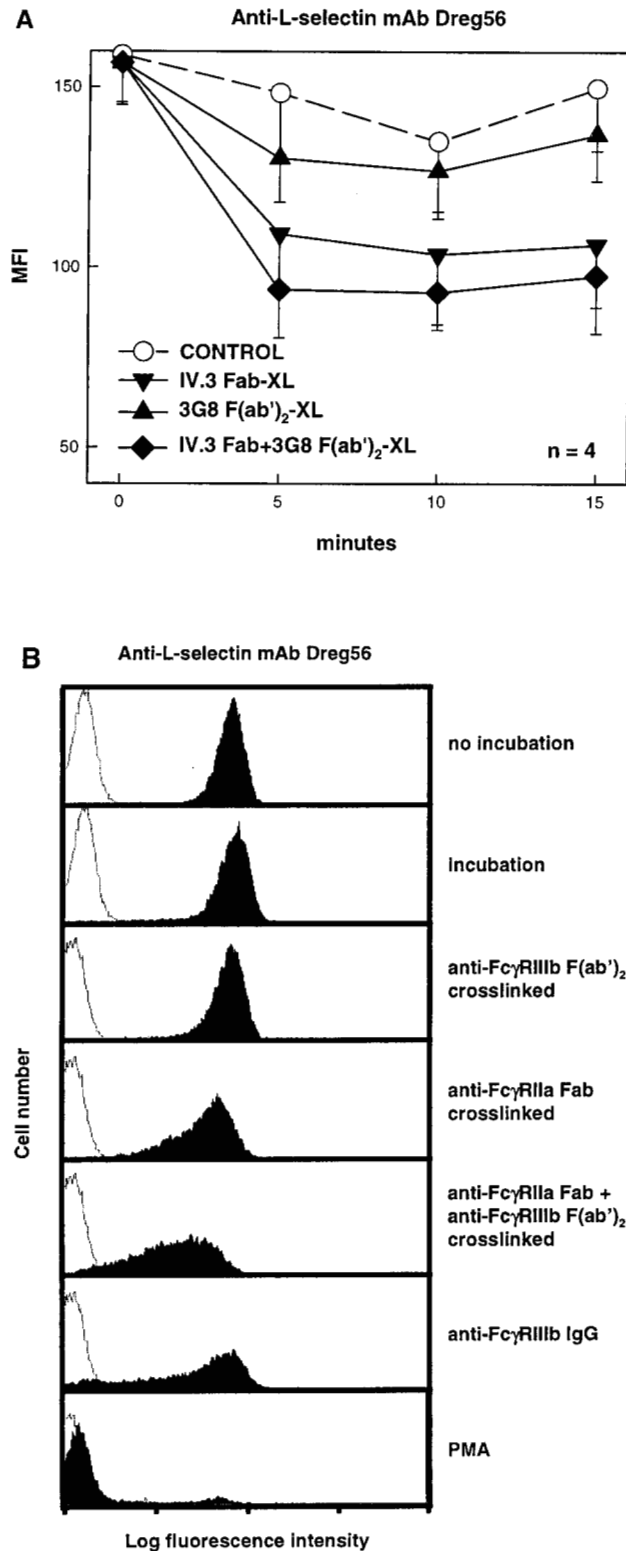 A
Anti-L-selectin mAb Dreg56
150
100
50
MFI
CONTROL
IV.3 Fab-XL
3G8 F(ab')₂-XL
IV.3 Fab+3G8 F(ab')₂-XL
n = 4
0 5 10 15
minutes
B
Anti-L-selectin mAb Dreg56
no incubation
incubation
anti-FcγRIIIb F(ab')₂
crosslinked
anti-FcγRIIa Fab
crosslinked
anti-FcγRIIa Fab +
anti-FcγRIIIb F(ab')₂
crosslinked
anti-FcγRIIIb IgG
PMA
Cell number
Log fluorescence intensity